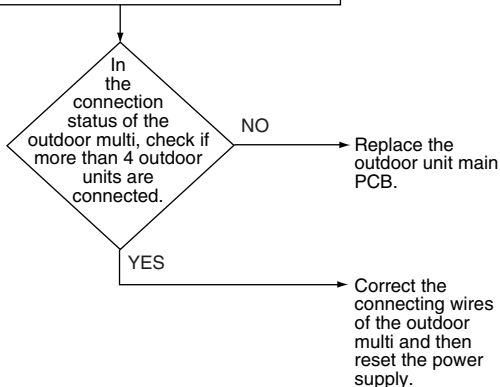 In
the
connection
status of the
outdoor multi, check if
more than 4 outdoor
units are
connected.
NO
Replace the
outdoor unit main
PCB.
YES
Correct the
connecting wires
of the outdoor
multi and then
reset the power
supply.